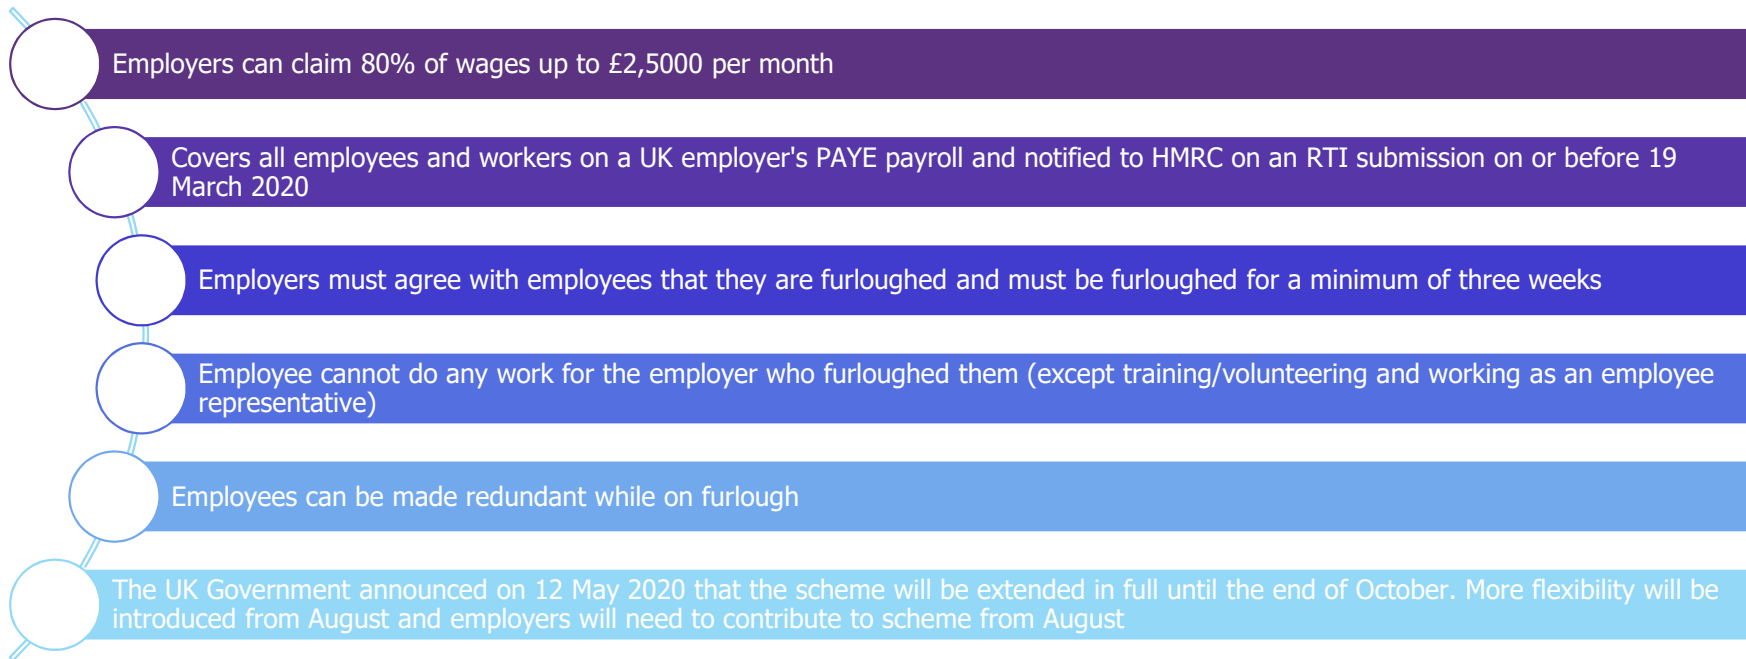 Employers can claim 80% of wages up to £2,5000 per month
Covers all employees and workers on a UK employer's PAYE payroll and notified to HMRC on an RTI submission on or before 19
March 2020
Employers must agree with employees that they are furloughed and must be furloughed for a minimum of three weeks
Employee cannot do any work for the employer who furloughed them (except training/volunteering and working as an employee
representative)
Employees can be made redundant while on furlough
The UK Government announced on 12 May 2020 that the scheme will be extended in full until the end of October. More flexibility will be
introduced from August and employers will need to contribute to scheme from August